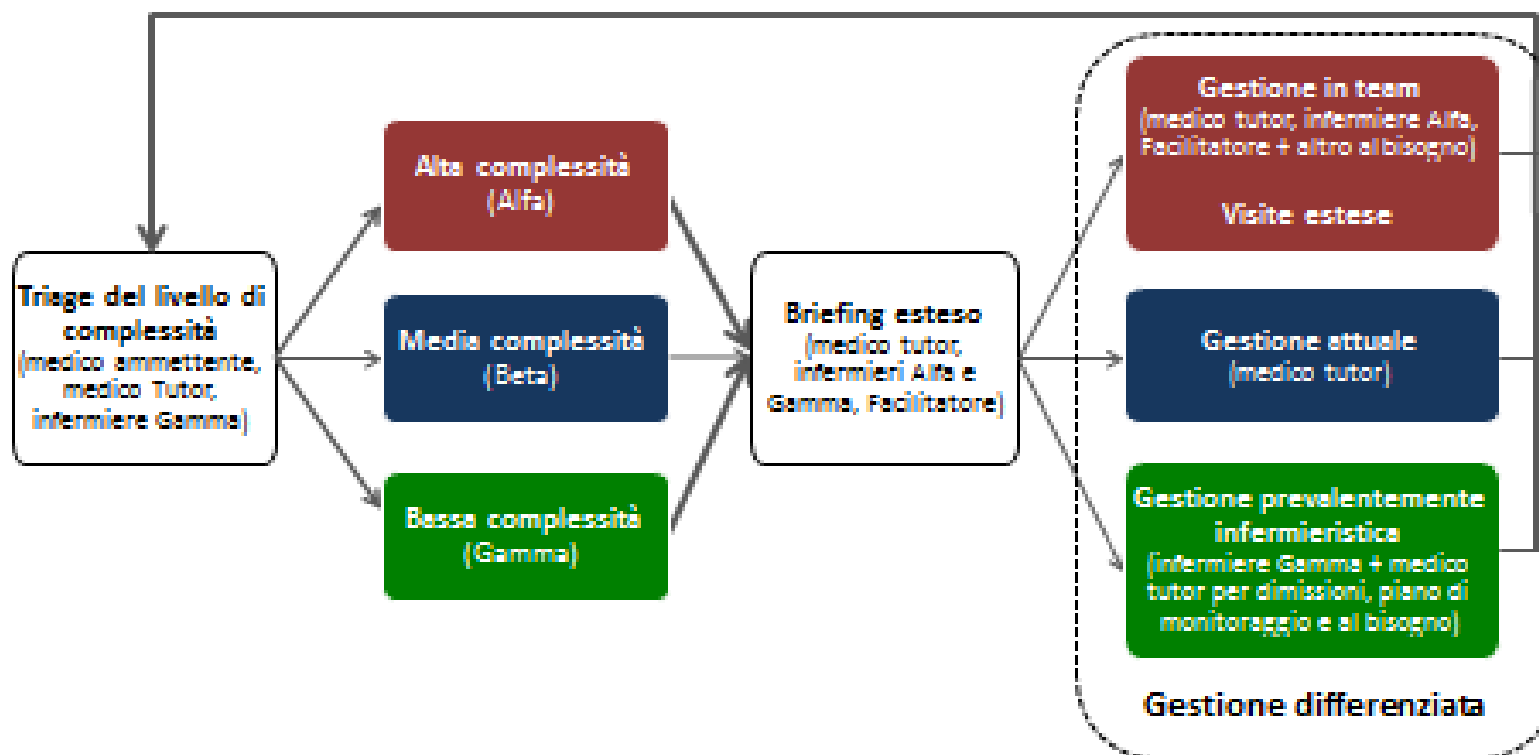 Triage del livello di
complessità
(medico ammettente,
medico Tutor,
infermiere Gamma)
Alta complessità
(Alfa)
Media complessità
(Beta)
Bassa complessità
(Gamma)
Briefing esteso
(medico tutor,
infermieri Alfa e
Gamma, Facilitatore)
Gestione in team
(medico tutor, infermiere Alfa,
Facilitatore + altro al bisogno)
Visite estese
Gestione attuale
(medico tutor)
Gestione prevalentemente
infermieristica
(infermiere Gamma + medico
tutor per dimissioni, piano di
monitoraggio e al bisogno)
Gestione differenziata